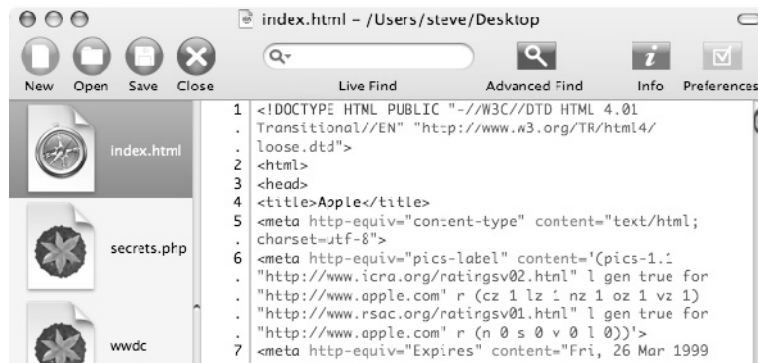 index.html – /Users/steve/Desktop
New Open Save Close Live Find Advanced Find Info Preferences
index.html
secrets.php
wwdc
1 <!DOCTYPE HTML PUBLIC "-//W3C//DTD HTML 4.01
. Transitional//EN" "http://www.w3.org/TR/html4/
. loose.dtd">
2 <html>
3 <head>
4 <title>Apple</title>
5 <meta http-equiv="content-type" content="text/html;
. charset=utf-8">
6 <meta http-equiv="pics-label" content='(pics-1.1
. "http://www.icra.org/ratingsv02.html" l gen true for
. "http://www.apple.com" r (cz 1 lz 1 nz 1 oz 1 vz 1)
. "http://www.rsac.org/ratingsv01.html" l gen true for
. "http://www.apple.com" r (n 0 s 0 v 0 l 0))'>
7 <meta http-equiv="Expires" content="Fri, 26 Mar 1999